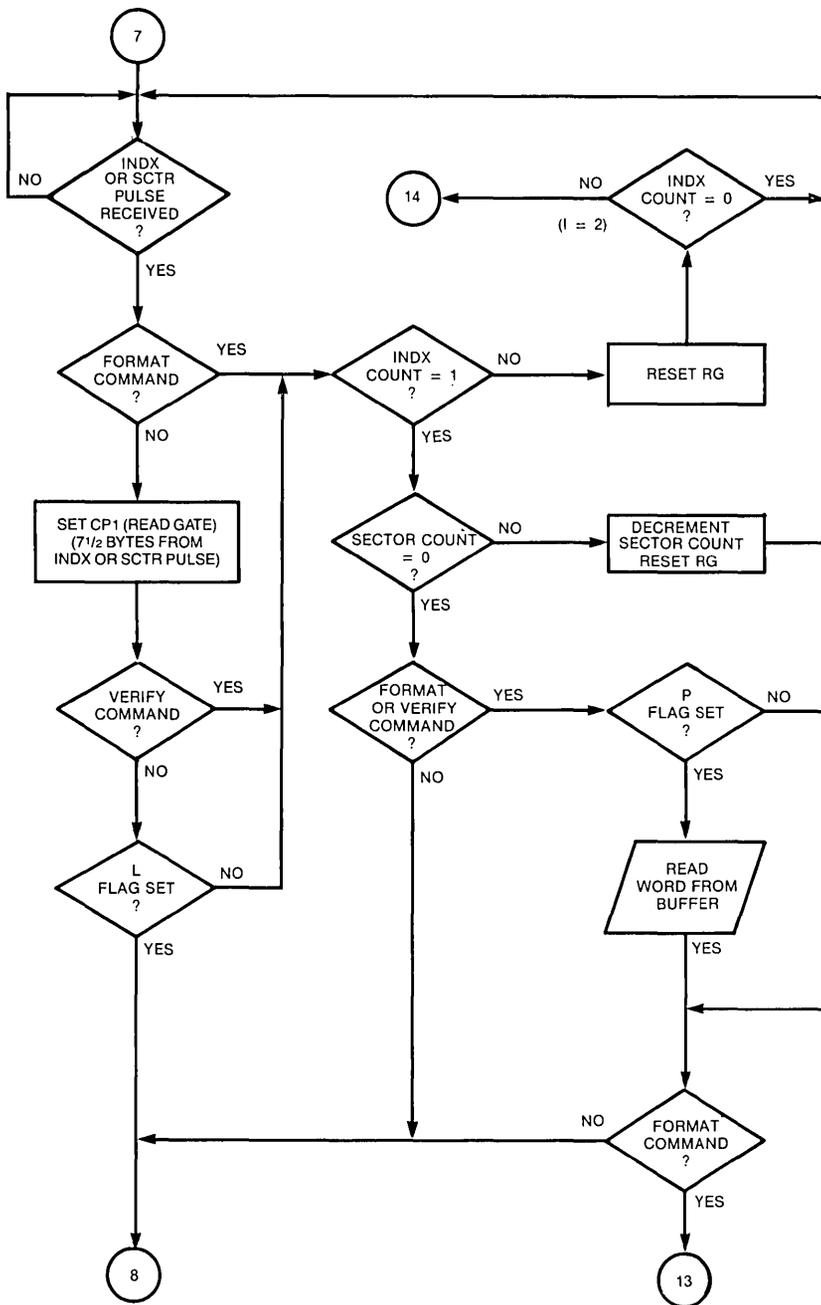 7
INDX
OR SCTR
PULSE
RECEIVED
?
NO
YES
14
NO
(I = 2)
INDX
COUNT = 0
?
YES
FORMAT
COMMAND
?
YES
NO
INDX
COUNT = 1
?
NO
YES
RESET RG
SET CP1 (READ GATE)
(7 1/2 BYTES FROM
INDX OR SCTR PULSE)
SECTOR COUNT
= 0
?
NO
YES
DECREMENT
SECTOR COUNT
RESET RG
VERIFY
COMMAND
?
YES
NO
FORMAT
OR VERIFY
COMMAND
?
YES
NO
P
FLAG SET
?
NO
YES
L
FLAG SET
?
NO
YES
READ
WORD FROM
BUFFER
YES
NO
FORMAT
COMMAND
?
YES
8
13